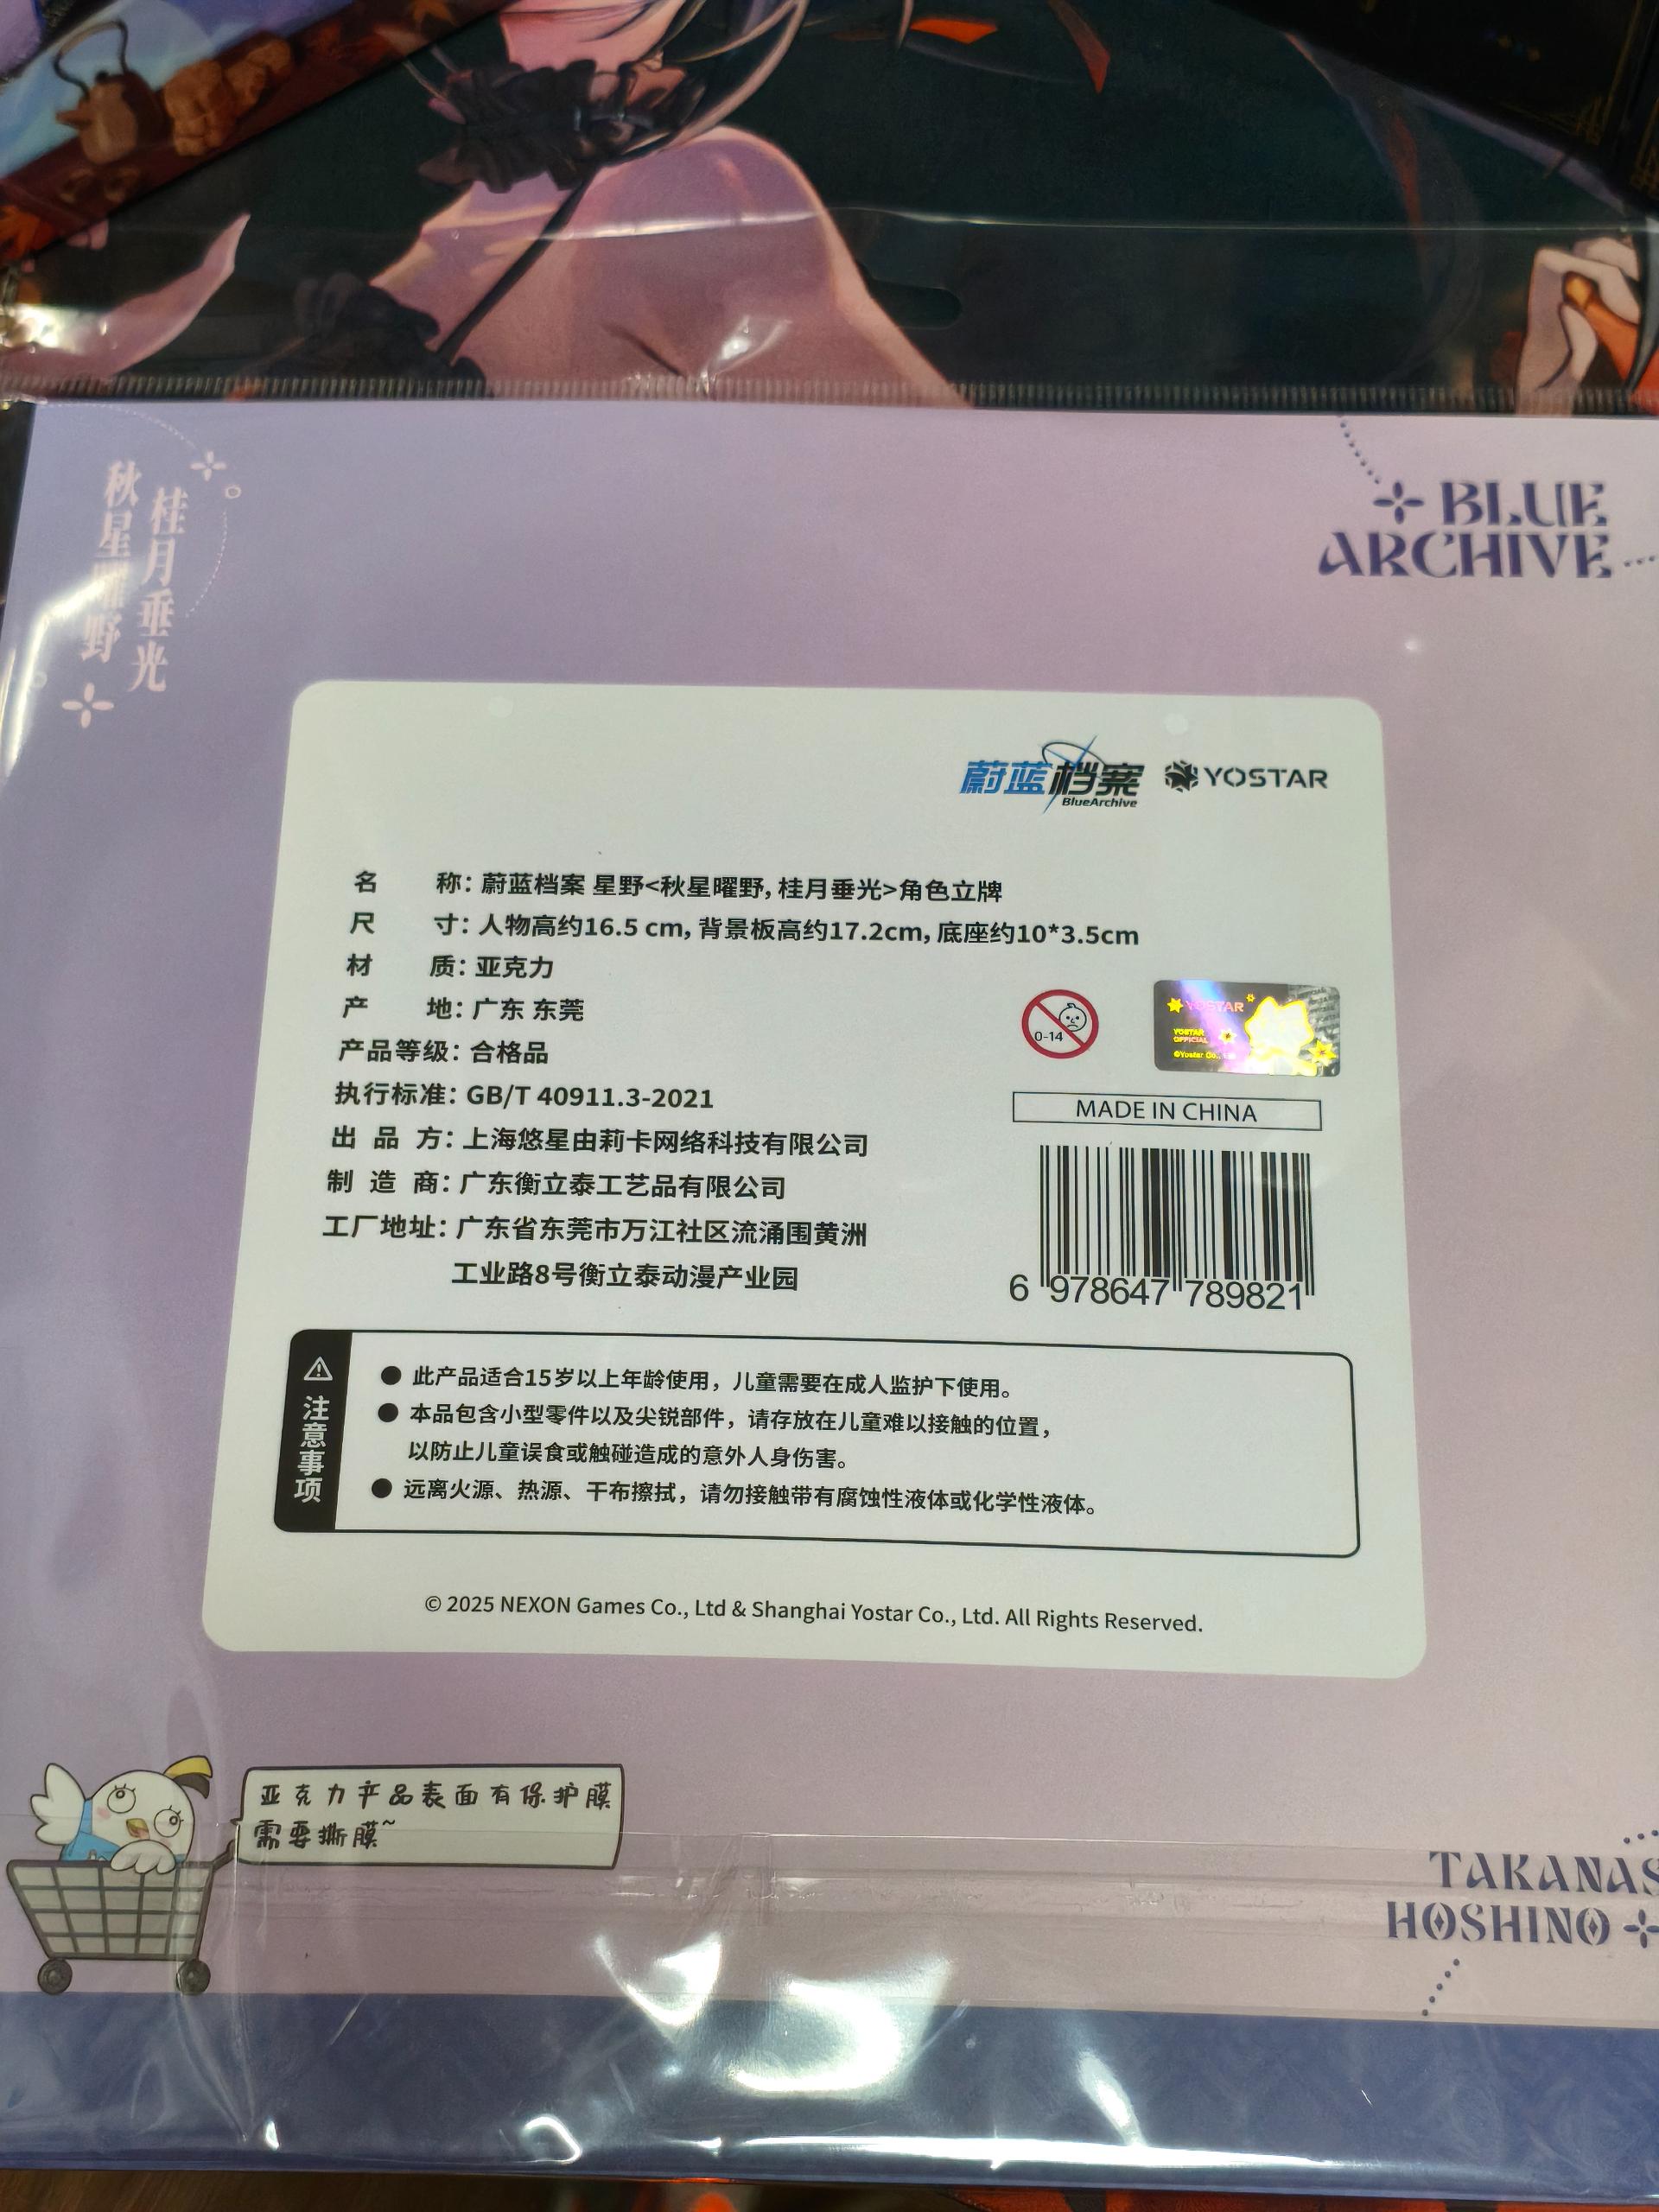 秋星曜野
桂月垂光
BLUE
ARCHIVE
蔚蓝档案
BlueArchive
YOSTAR
名 称：蔚蓝档案 星野<秋星曜野, 桂月垂光>角色立牌
尺 寸：人物高约16.5 cm, 背景板高约17.2cm, 底座约10*3.5cm
材 质：亚克力
产 地：广东 东莞
产品等级：合格品
执行标准：GB/T 40911.3-2021
出 品 方：上海悠星由莉卡网络科技有限公司
制 造 商：广东衡立泰工艺品有限公司
工厂地址：广东省东莞市万江社区流涌围黄洲
工业路8号衡立泰动漫产业园
0-14
YOSTAR
YOSTAR
OFFICIAL
©Yostar Co.,
MADE IN CHINA
6 978647 789821
注意事项
● 此产品适合15岁以上年龄使用，儿童需要在成人监护下使用。
● 本品包含小型零件以及尖锐部件，请存放在儿童难以接触的位置，
以防止儿童误食或触碰造成的意外人身伤害。
● 远离火源、热源、干布擦拭，请勿接触带有腐蚀性液体或化学性液体。
© 2025 NEXON Games Co., Ltd & Shanghai Yostar Co., Ltd. All Rights Reserved.
亚克力产品表面有保护膜
需要撕膜~
TAKANAS
HOSHINO